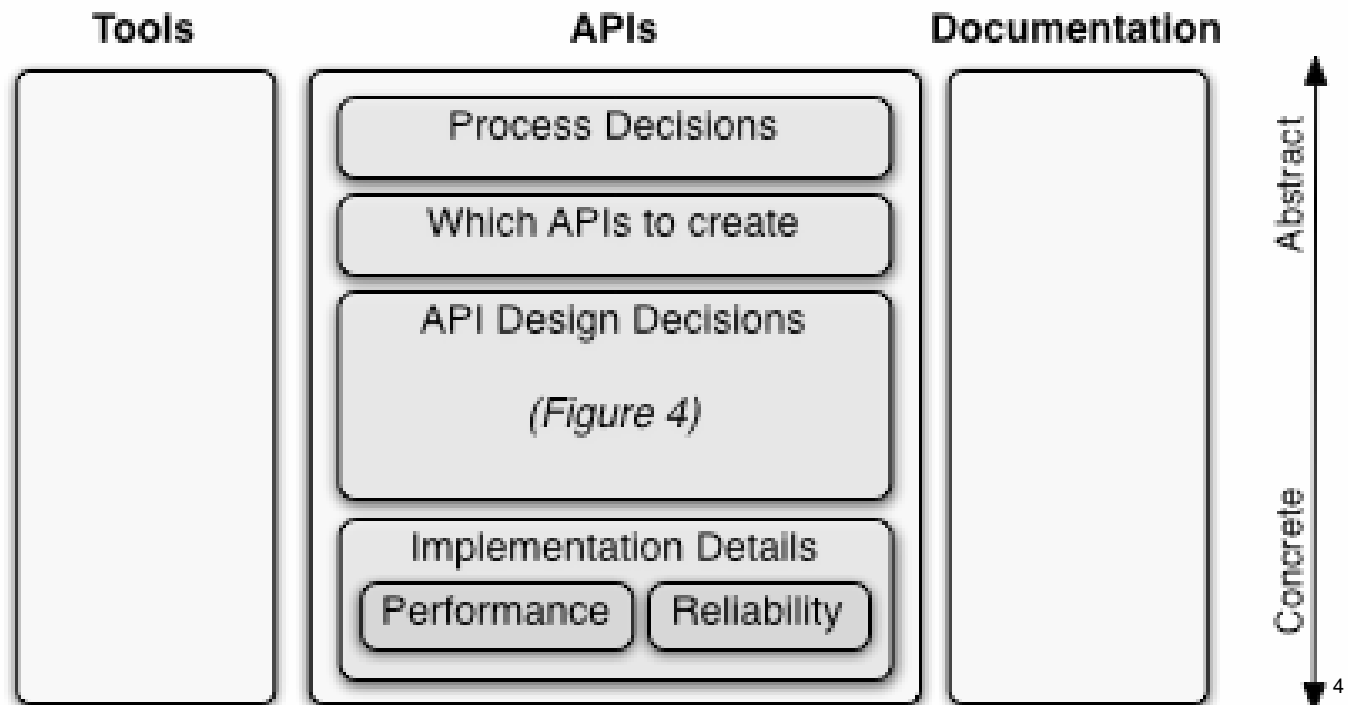 Tools
APIs
Documentation
Process Decisions
Which APIs to create
API Design Decisions
(Figure 4)
Implementation Details
Performance
Reliability
Abstract
Concrete
4